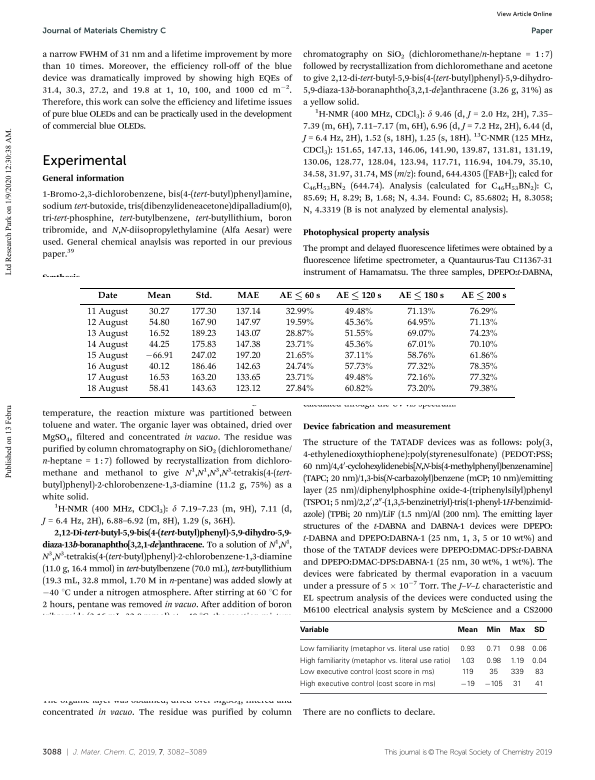 View Article Online
Journal of Materials Chemistry C
Paper
a narrow FWHM of 31 nm and a lifetime improvement by more
than 10 times. Moreover, the efficiency roll-off of the blue
device was dramatically improved by showing high EQEs of
31.4, 30.3, 27.2, and 19.8 at 1, 10, 100, and 1000 cd m⁻².
Therefore, this work can solve the efficiency and lifetime issues
of pure blue OLEDs and can be practically used in the development
of commercial blue OLEDs.
Experimental
General information
1-Bromo-2,3-dichlorobenzene, bis(4-(tert-butyl)phenyl)amine,
sodium tert-butoxide, tris(dibenzylideneacetone)dipalladium(0),
tri-tert-phosphine, tert-butylbenzene, tert-butyllithium, boron
tribromide, and N,N-diisopropylethylamine (Alfa Aesar) were
used. General chemical anaylsis was reported in our previous
paper.³⁹
chromatography on SiO₂ (dichloromethane/n-heptane = 1 : 7)
followed by recrystallization from dichloromethane and acetone
to give 2,12-di-tert-butyl-5,9-bis(4-(tert-butyl)phenyl)-5,9-dihydro-
5,9-diaza-13b-boranaphtho[3,2,1-de]anthracene (3.26 g, 31%) as
a yellow solid.
¹H-NMR (400 MHz, CDCl₃): δ 9.46 (d, J = 2.0 Hz, 2H), 7.35–
7.39 (m, 6H), 7.11–7.17 (m, 6H), 6.96 (d, J = 7.2 Hz, 2H), 6.44 (d,
J = 6.4 Hz, 2H), 1.52 (s, 18H), 1.25 (s, 18H). ¹³C-NMR (125 MHz,
CDCl₃): 151.65, 147.13, 146.06, 141.90, 139.87, 131.81, 131.19,
130.06, 128.77, 128.04, 123.94, 117.71, 116.94, 104.79, 35.10,
34.58, 31.97, 31.74, MS (m/z): found, 644.4305 ([FAB+]); calcd for
C₄₆H₅₃BN₂ (644.74). Analysis (calculated for C₄₆H₅₃BN₂): C,
85.69; H, 8.29; B, 1.68; N, 4.34. Found: C, 85.6802; H, 8.3058;
N, 4.3319 (B is not analyzed by elemental analysis).
Photophysical property analysis
The prompt and delayed fluorescence lifetimes were obtained by a
fluorescence lifetime spectrometer, a Quantaurus-Tau C11367-31
instrument of Hamamatsu. The three samples, DPEPO:t-DABNA,
Date Mean Std. MAE AE ≤ 60 s AE ≤ 120 s AE ≤ 180 s AE ≤ 200 s
11 August 30.27 177.30 137.14 32.99% 49.48% 71.13% 76.29%
12 August 54.80 167.90 147.97 19.59% 45.36% 64.95% 71.13%
13 August 16.52 189.23 143.07 28.87% 51.55% 69.07% 74.23%
14 August 44.25 175.83 147.38 23.71% 45.36% 67.01% 70.10%
15 August −66.91 247.02 197.20 21.65% 37.11% 58.76% 61.86%
16 August 40.12 186.46 142.63 24.74% 57.73% 77.32% 78.35%
17 August 16.53 163.20 133.65 23.71% 49.48% 72.16% 77.32%
18 August 58.41 143.63 123.12 27.84% 60.82% 73.20% 79.38%
temperature, the reaction mixture was partitioned between
toluene and water. The organic layer was obtained, dried over
MgSO₄, filtered and concentrated in vacuo. The residue was
purified by column chromatography on SiO₂ (dichloromethane/
n-heptane = 1 : 7) followed by recrystallization from dichloro-
methane and methanol to give N¹,N¹,N³,N³-tetrakis(4-(tert-
butyl)phenyl)-2-chlorobenzene-1,3-diamine (11.2 g, 75%) as a
white solid.
¹H-NMR (400 MHz, CDCl₃): δ 7.19–7.23 (m, 9H), 7.11 (d,
J = 6.4 Hz, 2H), 6.88–6.92 (m, 8H), 1.29 (s, 36H).
2,12-Di-tert-butyl-5,9-bis(4-(tert-butyl)phenyl)-5,9-dihydro-5,9-
diaza-13b-boranaphtho[3,2,1-de]anthracene. To a solution of N¹,N¹,
N³,N³-tetrakis(4-(tert-butyl)phenyl)-2-chlorobenzene-1,3-diamine
(11.0 g, 16.4 mmol) in tert-butylbenzene (70.0 mL), tert-butyllithium
(19.3 mL, 32.8 mmol, 1.70 M in n-pentane) was added slowly at
−40 °C under a nitrogen atmosphere. After stirring at 60 °C for
2 hours, pentane was removed in vacuo. After addition of boron
The organic layer was obtained, dried over MgSO₄, filtered and
concentrated in vacuo. The residue was purified by column
Device fabrication and measurement
The structure of the TATADF devices was as follows: poly(3,
4-ethylenedioxythiophene):poly(styrenesulfonate) (PEDOT:PSS;
60 nm)/4,4′-cyclohexylidenebis[N,N-bis(4-methylphenyl)benzenamine]
(TAPC; 20 nm)/1,3-bis(N-carbazolyl)benzene (mCP; 10 nm)/emitting
layer (25 nm)/diphenylphosphine oxide-4-(triphenylsilyl)phenyl
(TSPO1; 5 nm)/2,2′,2″-(1,3,5-benzinetriyl)-tris(1-phenyl-1H-benzimid-
azole) (TPBi; 20 nm)/LiF (1.5 nm)/Al (200 nm). The emitting layer
structures of the t-DABNA and DABNA-1 devices were DPEPO:
t-DABNA and DPEPO:DABNA-1 (25 nm, 1, 3, 5 or 10 wt%) and
those of the TATADF devices were DPEPO:DMAC-DPS:t-DABNA
and DPEPO:DMAC-DPS:DABNA-1 (25 nm, 30 wt%, 1 wt%). The
devices were fabricated by thermal evaporation in a vacuum
under a pressure of 5 × 10⁻⁷ Torr. The J–V–L characteristic and
EL spectrum analysis of the devices were conducted using the
M6100 electrical analysis system by McScience and a CS2000
Variable Mean Min Max SD
Low familiarity (metaphor vs. literal use ratio) 0.93 0.71 0.98 0.06
High familiarity (metaphor vs. literal use ratio) 1.03 0.98 1.19 0.04
Low executive control (cost score in ms) 119 35 339 83
High executive control (cost score in ms) −19 −105 31 41
There are no conflicts to declare.
Ltd Research Park on 1/9/2020 12:30:38 AM.
Published on 13 Februa
3088 | J. Mater. Chem. C, 2019, 7, 3082–3089
This journal is © The Royal Society of Chemistry 2019